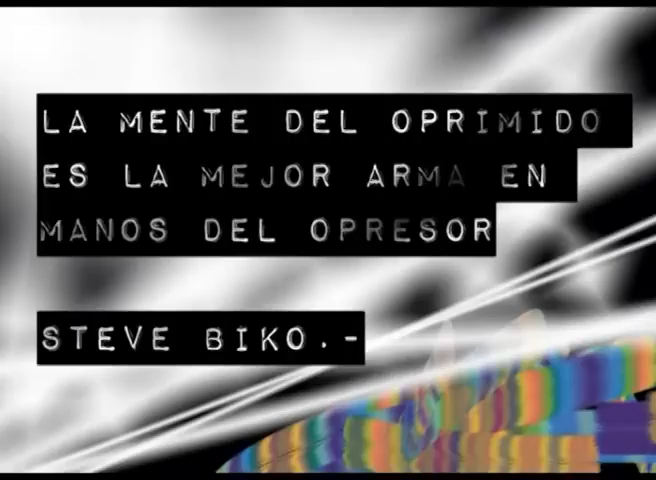 LA MENTE DEL OPRIMIDO
ES LA MEJOR ARMA EN
MANOS DEL OPRESOR
STEVE BIKO.-